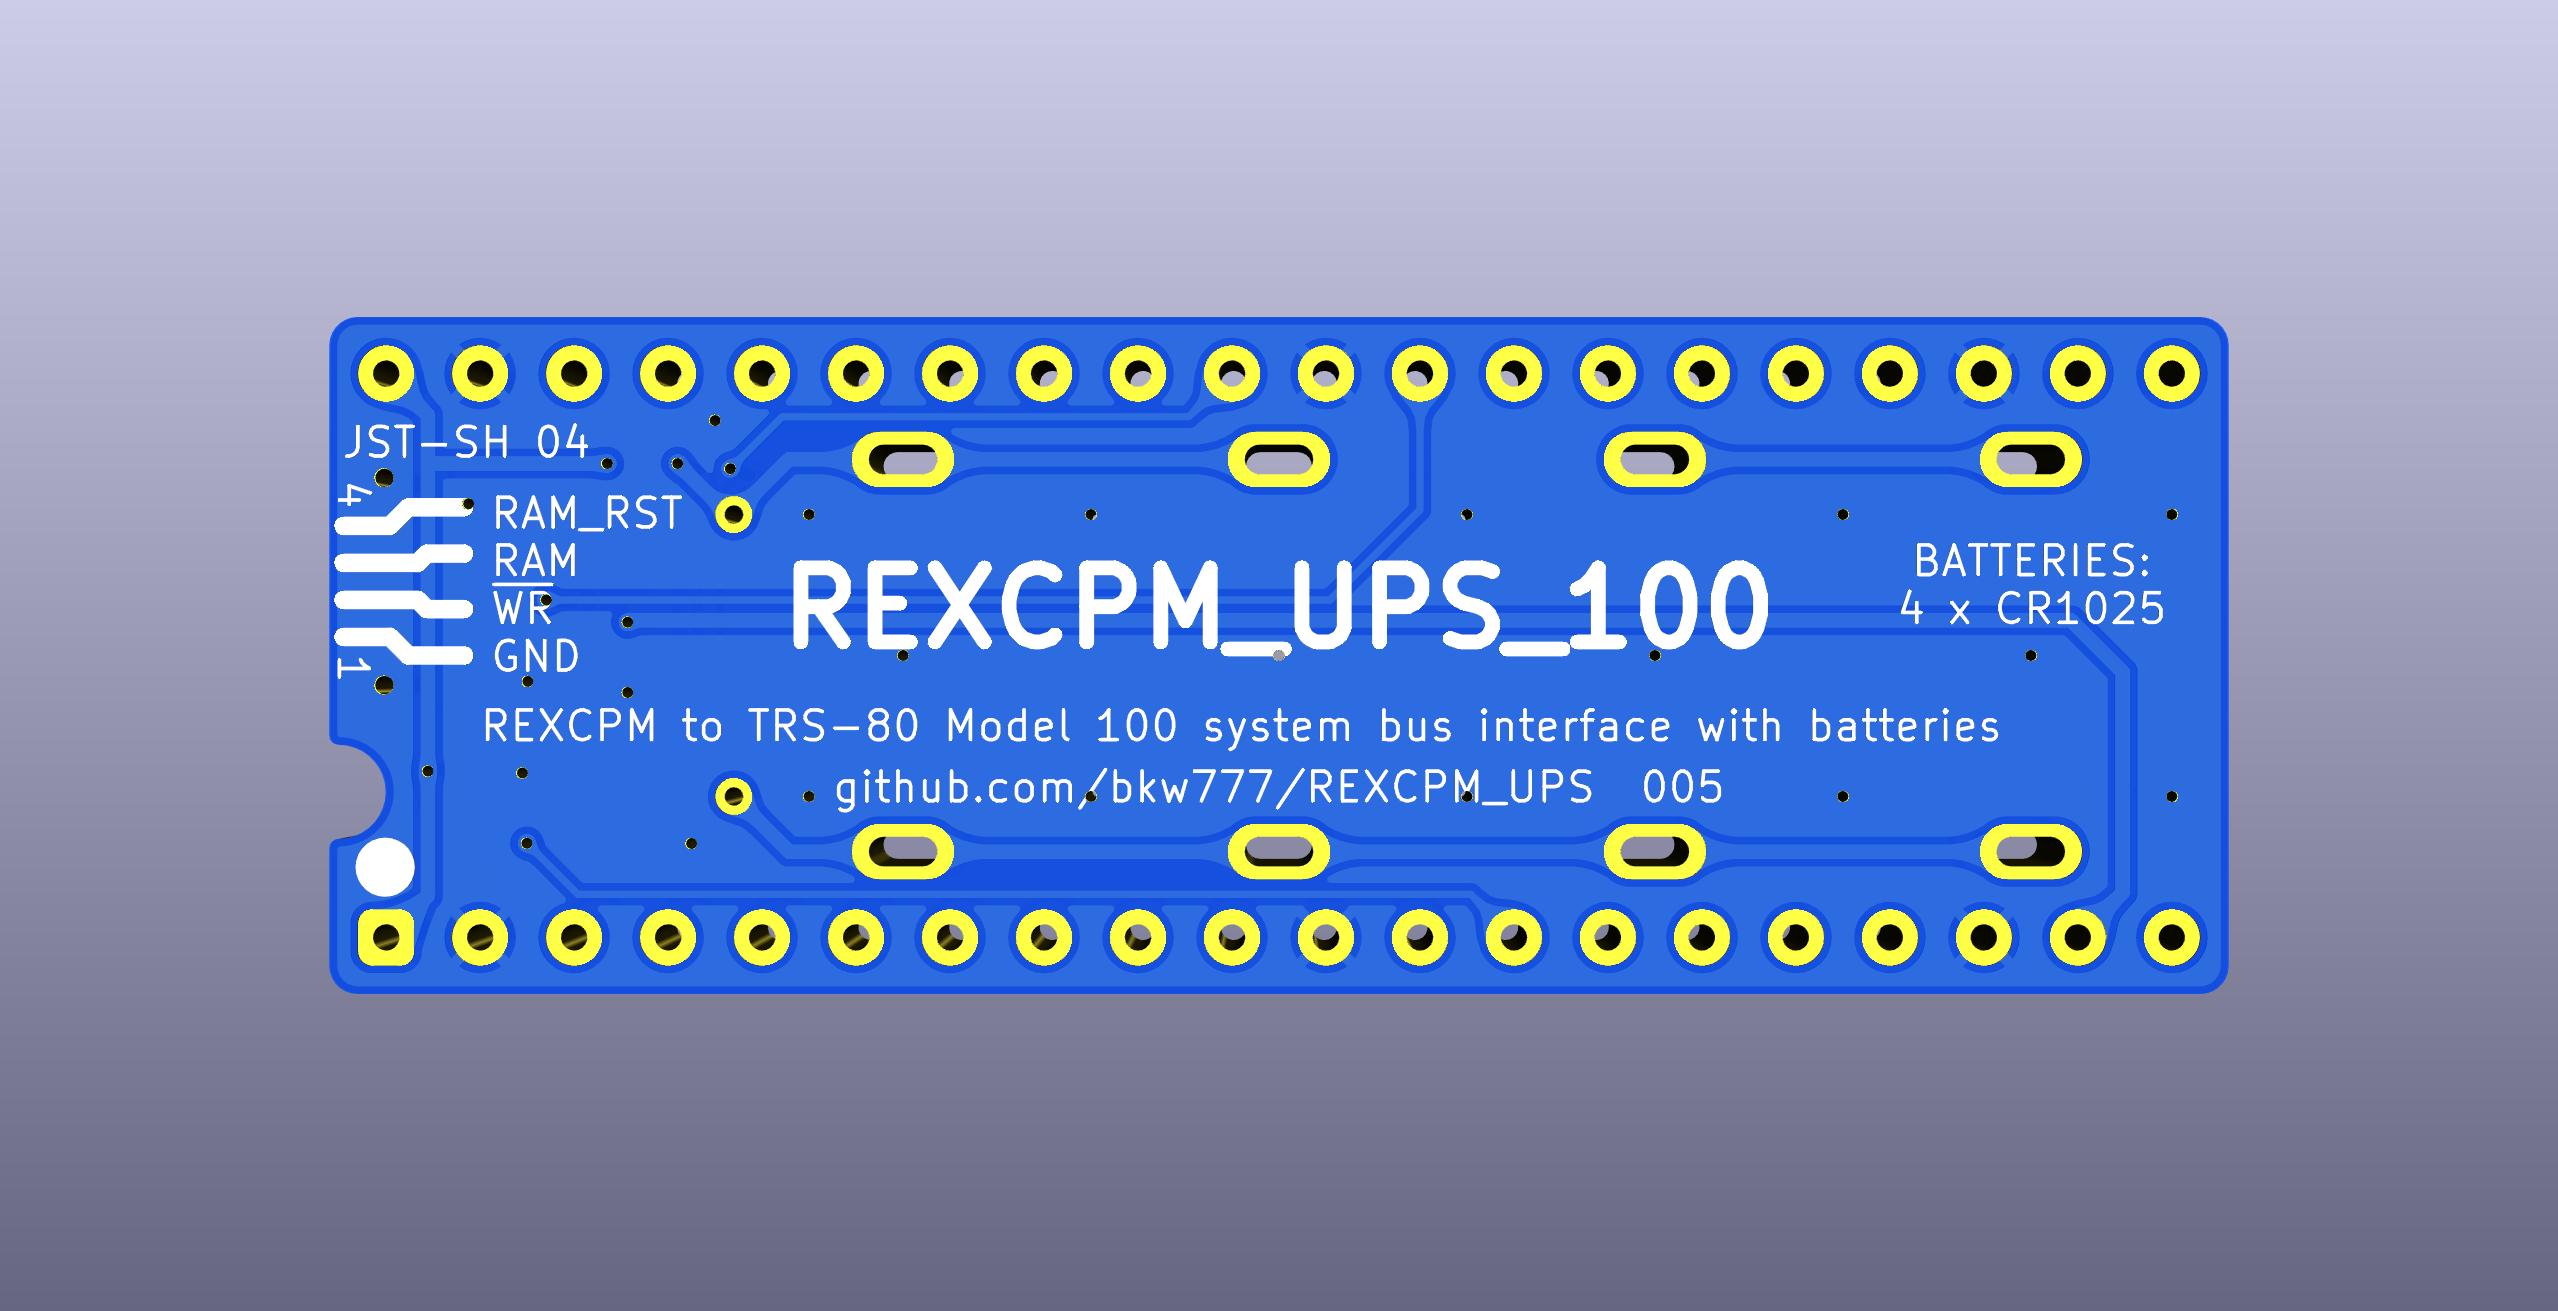 JST-SH 04
4
RAM_RST
RAM
W̅R̅
GND
1
REXCPM_UPS_100
BATTERIES:
4 x CR1025
REXCPM to TRS-80 Model 100 system bus interface with batteries
github.com/bkw777/REXCPM_UPS 005